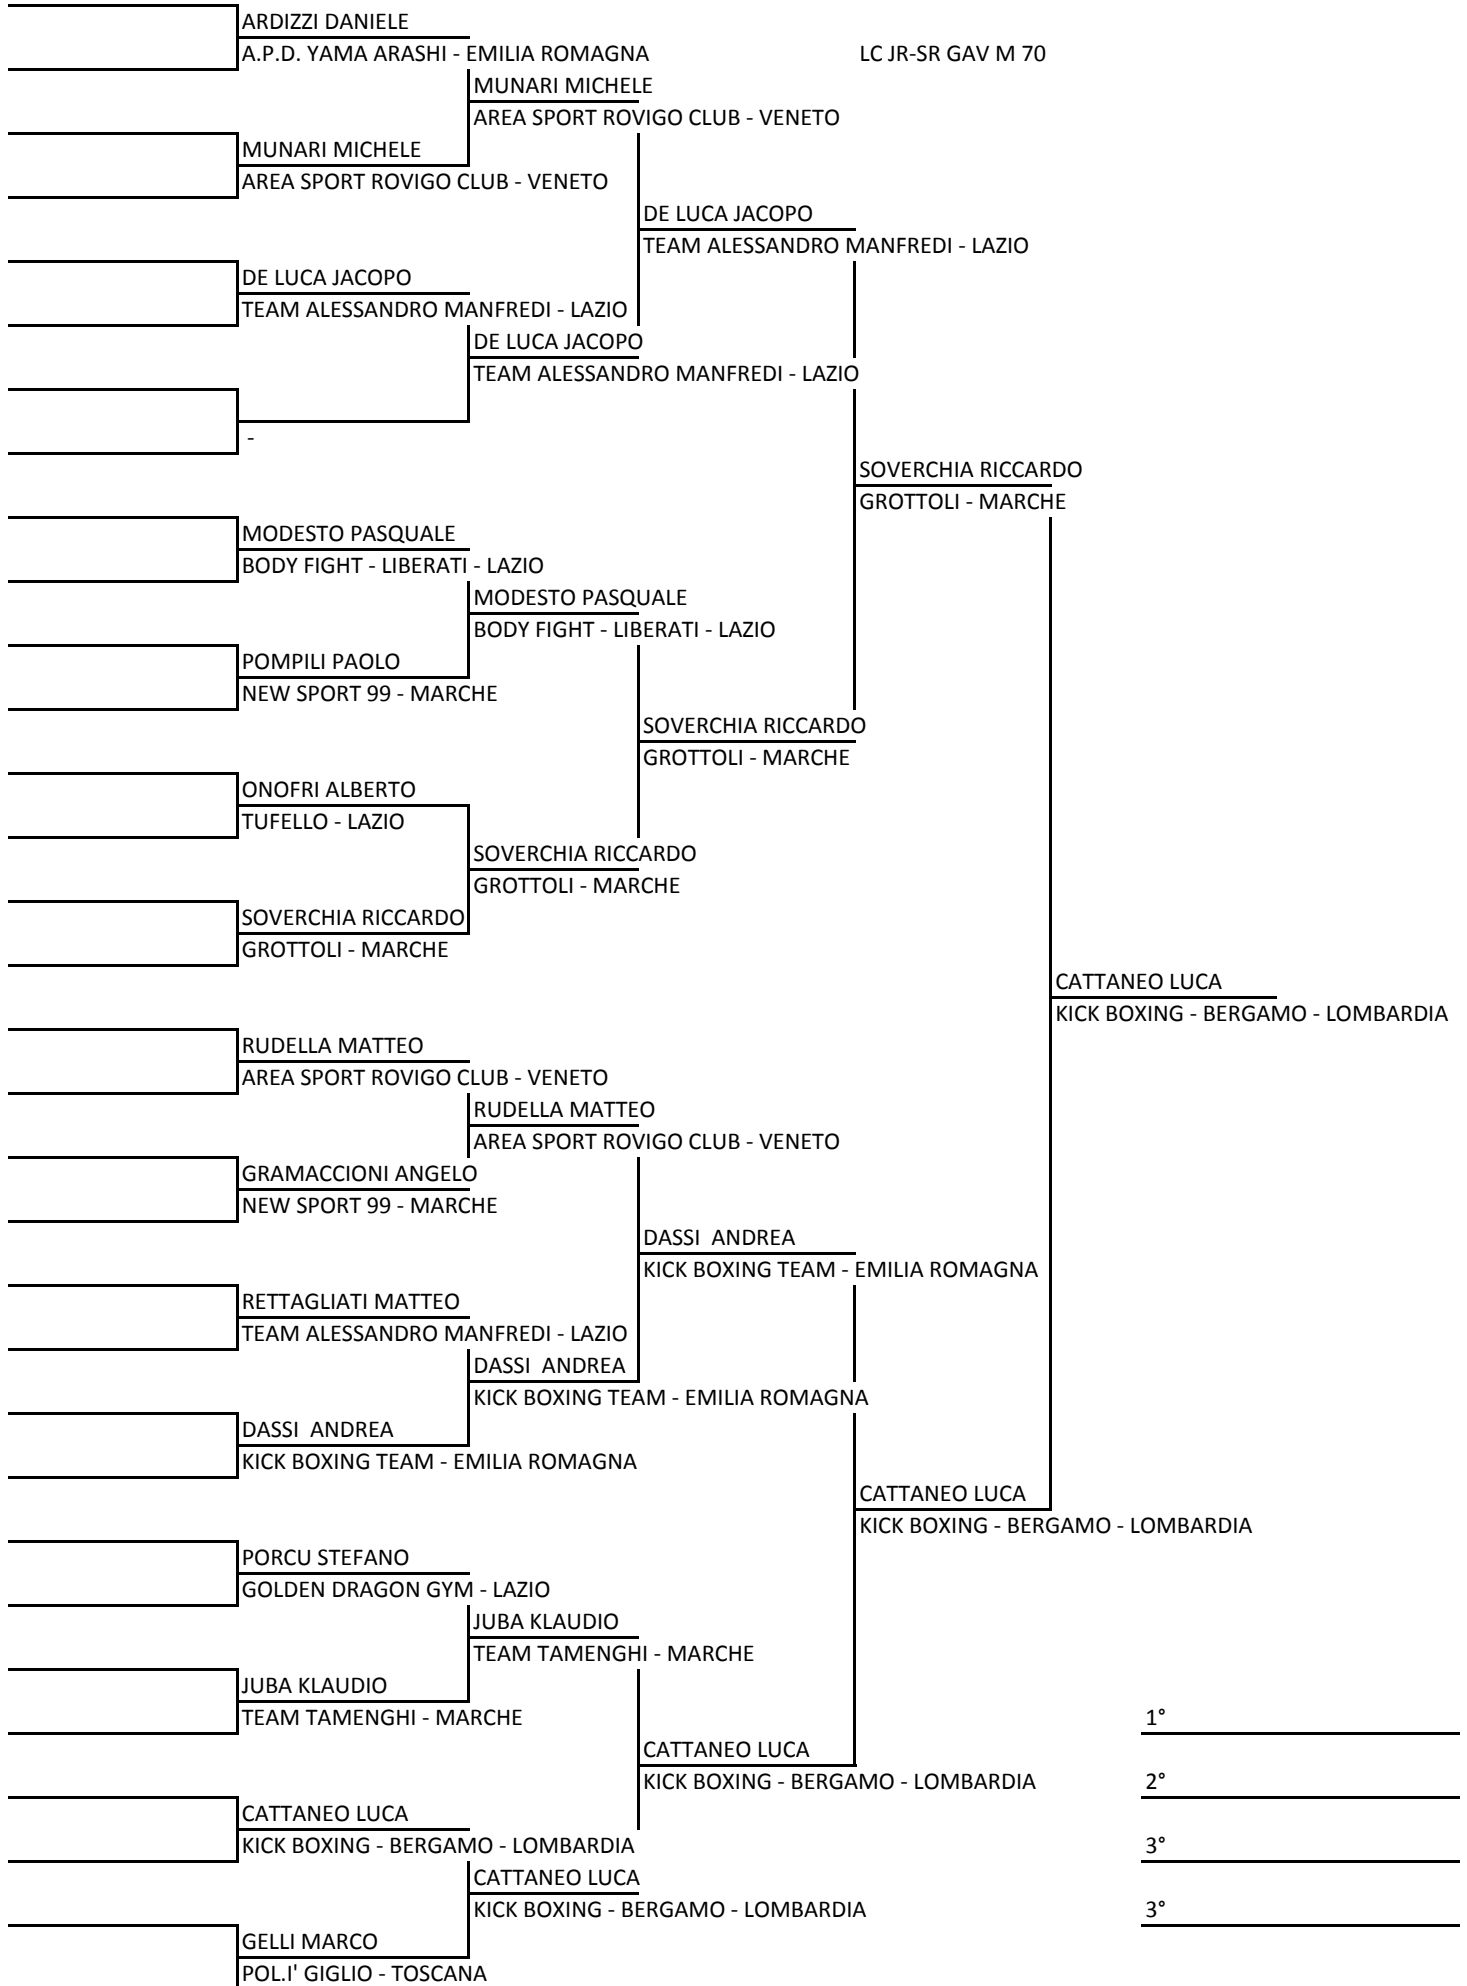 ARDIZZI DANIELE
A.P.D. YAMA ARASHI - EMILIA ROMAGNA
LC JR-SR GAV M 70
MUNARI MICHELE
AREA SPORT ROVIGO CLUB - VENETO
MUNARI MICHELE
AREA SPORT ROVIGO CLUB - VENETO
DE LUCA JACOPO
TEAM ALESSANDRO MANFREDI - LAZIO
DE LUCA JACOPO
TEAM ALESSANDRO MANFREDI - LAZIO
DE LUCA JACOPO
TEAM ALESSANDRO MANFREDI - LAZIO
-
SOVERCHIA RICCARDO
GROTTOLI - MARCHE
MODESTO PASQUALE
BODY FIGHT - LIBERATI - LAZIO
MODESTO PASQUALE
BODY FIGHT - LIBERATI - LAZIO
POMPILI PAOLO
NEW SPORT 99 - MARCHE
SOVERCHIA RICCARDO
GROTTOLI - MARCHE
ONOFRI ALBERTO
TUFELLO - LAZIO
SOVERCHIA RICCARDO
GROTTOLI - MARCHE
SOVERCHIA RICCARDO
GROTTOLI - MARCHE
CATTANEO LUCA
KICK BOXING - BERGAMO - LOMBARDIA
RUDELLA MATTEO
AREA SPORT ROVIGO CLUB - VENETO
RUDELLA MATTEO
AREA SPORT ROVIGO CLUB - VENETO
GRAMACCIONI ANGELO
NEW SPORT 99 - MARCHE
DASSI  ANDREA
KICK BOXING TEAM - EMILIA ROMAGNA
RETTAGLIATI MATTEO
TEAM ALESSANDRO MANFREDI - LAZIO
DASSI  ANDREA
KICK BOXING TEAM - EMILIA ROMAGNA
DASSI  ANDREA
KICK BOXING TEAM - EMILIA ROMAGNA
CATTANEO LUCA
KICK BOXING - BERGAMO - LOMBARDIA
PORCU STEFANO
GOLDEN DRAGON GYM - LAZIO
JUBA KLAUDIO
TEAM TAMENGHI - MARCHE
JUBA KLAUDIO
TEAM TAMENGHI - MARCHE
1°
CATTANEO LUCA
KICK BOXING - BERGAMO - LOMBARDIA
2°
CATTANEO LUCA
KICK BOXING - BERGAMO - LOMBARDIA
3°
CATTANEO LUCA
KICK BOXING - BERGAMO - LOMBARDIA
3°
GELLI MARCO
POL.I' GIGLIO - TOSCANA